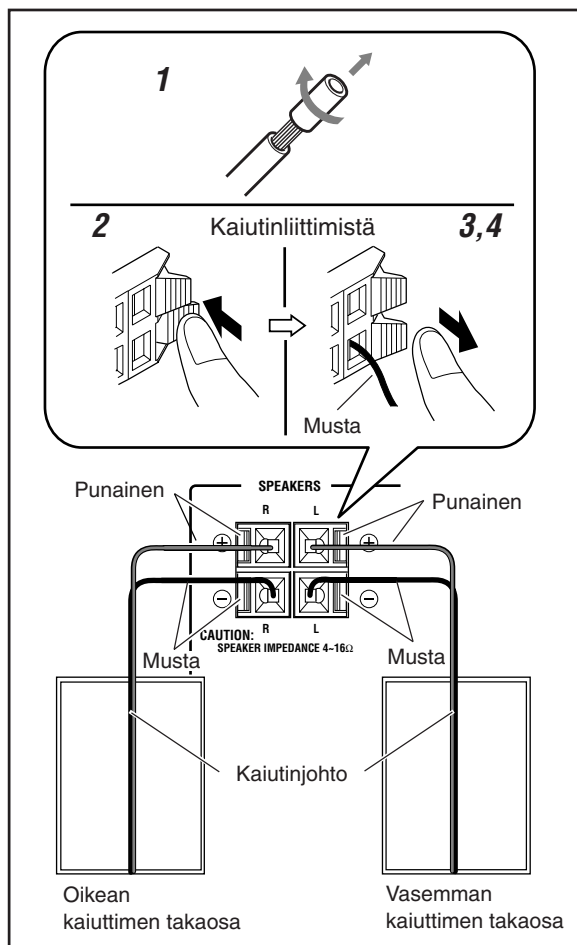 1
2
Kaiutinliittimistä
3,4
Musta
Punainen
SPEAKERS
Punainen
R
L
+
+
−
−
R
L
CAUTION:
SPEAKER IMPEDANCE 4~16Ω
Musta
Musta
Kaiutinjohto
Oikean
kaiuttimen takaosa
Vasemman
kaiuttimen takaosa